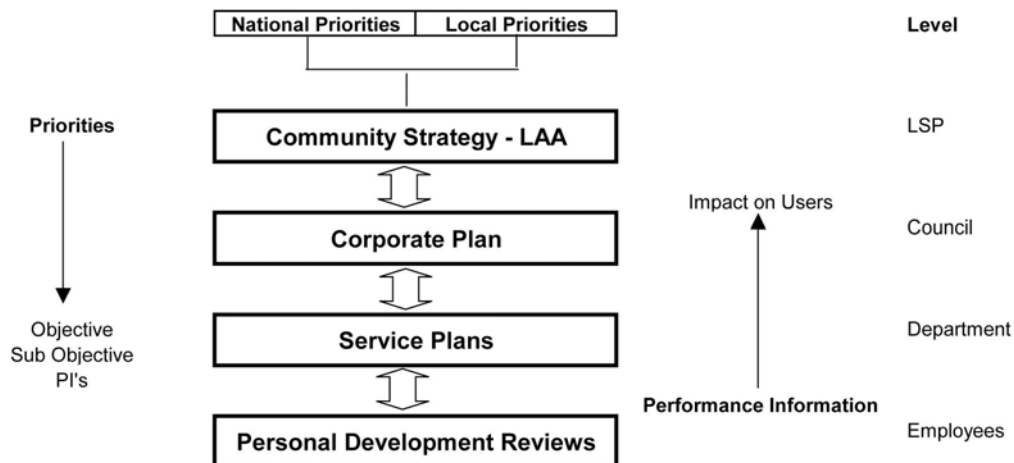 National Priorities Local Priorities Level
Priorities Community Strategy - LAA LSP
Impact on Users
Corporate Plan Council
Objective
Sub Objective
PI's
Service Plans Department
Performance Information
Personal Development Reviews Employees